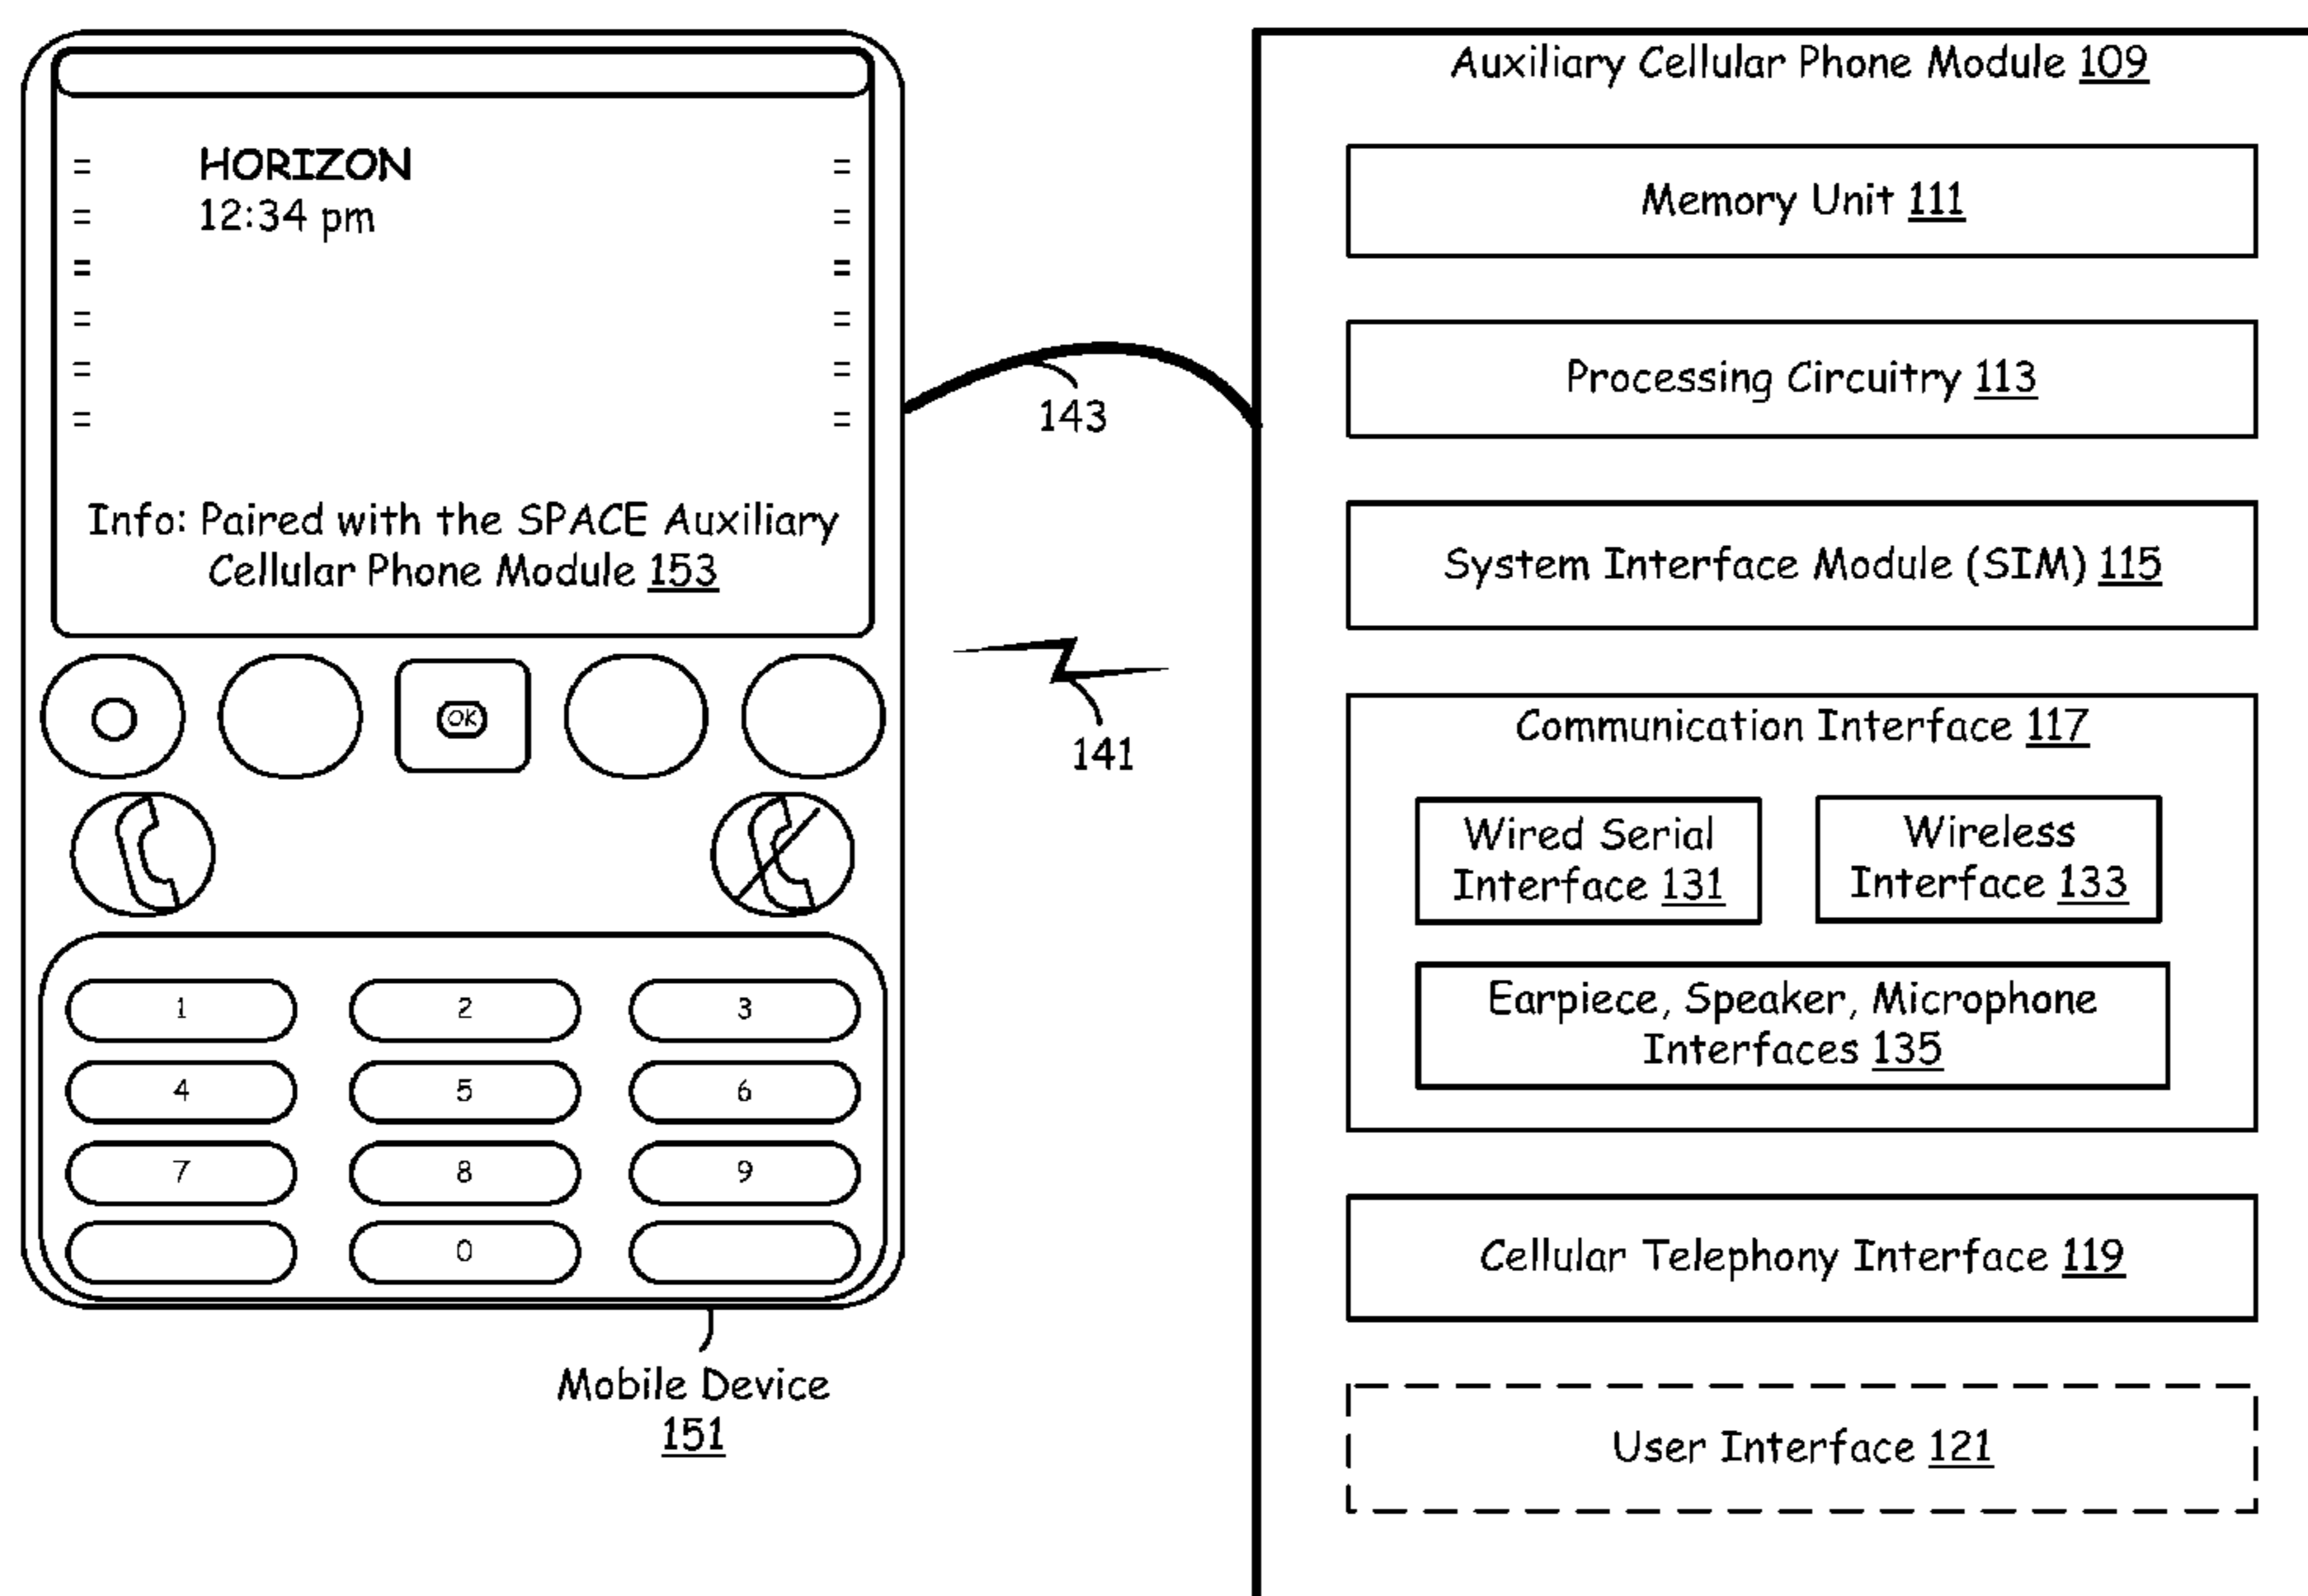 HORIZON
12:34 pm
=
=
=
=
=
=
=
=
=
=
=
=
Info: Paired with the SPACE Auxiliary
Cellular Phone Module 153
OK
1
2
3
4
5
6
7
8
9
0
Mobile Device
151
143
141
Auxiliary Cellular Phone Module 109
Memory Unit 111
Processing Circuitry 113
System Interface Module (SIM) 115
Communication Interface 117
Wired Serial
Interface 131
Wireless
Interface 133
Earpiece, Speaker, Microphone
Interfaces 135
Cellular Telephony Interface 119
User Interface 121